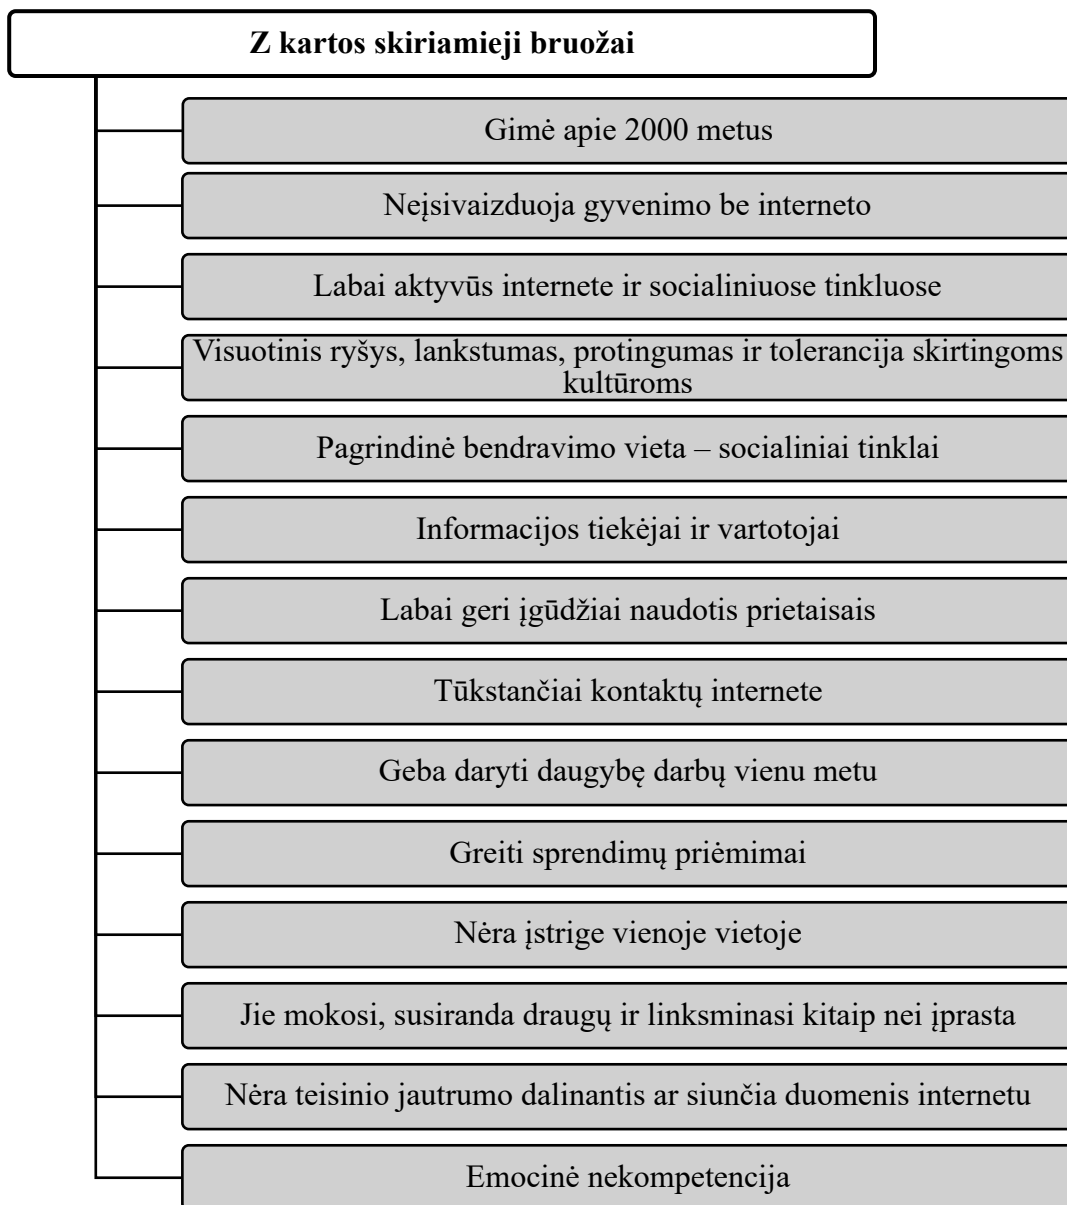 Z kartos skiriamieji bruožai
Gimė apie 2000 metus
Neįsivaizduoja gyvenimo be interneto
Labai aktyvūs internete ir socialiniuose tinkluose
Visuotinis ryšys, lankstumas, protingumas ir tolerancija skirtingoms
kultūroms
Pagrindinė bendravimo vieta – socialiniai tinklai
Informacijos tiekėjai ir vartotojai
Labai geri įgūdžiai naudotis prietaisais
Tūkstančiai kontaktų internete
Geba daryti daugybę darbų vienu metu
Greiti sprendimų priėmimai
Nėra įstrige vienoje vietoje
Jie mokosi, susiranda draugų ir linksminasi kitaip nei įprasta
Nėra teisinio jautrumo dalinantis ar siunčia duomenis internetu
Emocinė nekompetencija